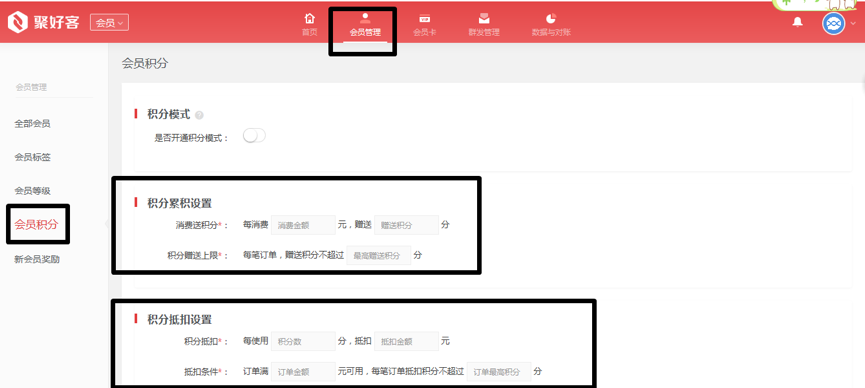 聚好客 会员
首页 会员管理 会员卡 群发管理 数据与对账
会员积分
会员管理
全部会员
会员标签
会员等级
会员积分
新会员奖励
积分模式 ?
是否开通积分模式：
积分累积设置
消费送积分*： 每消费 消费金额 元，赠送 赠送积分 分
积分赠送上限*： 每笔订单，赠送积分不超过 最高赠送积分 分
积分抵扣设置
积分抵扣*： 每使用 积分数 分，抵扣 抵扣金额 元
抵扣条件*： 订单满 订单金额 元可用，每笔订单抵扣积分不超过 订单最高积分 分